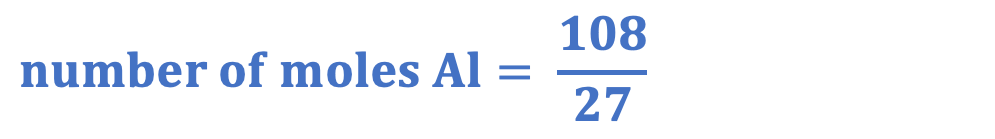 number of moles Al = 108/27